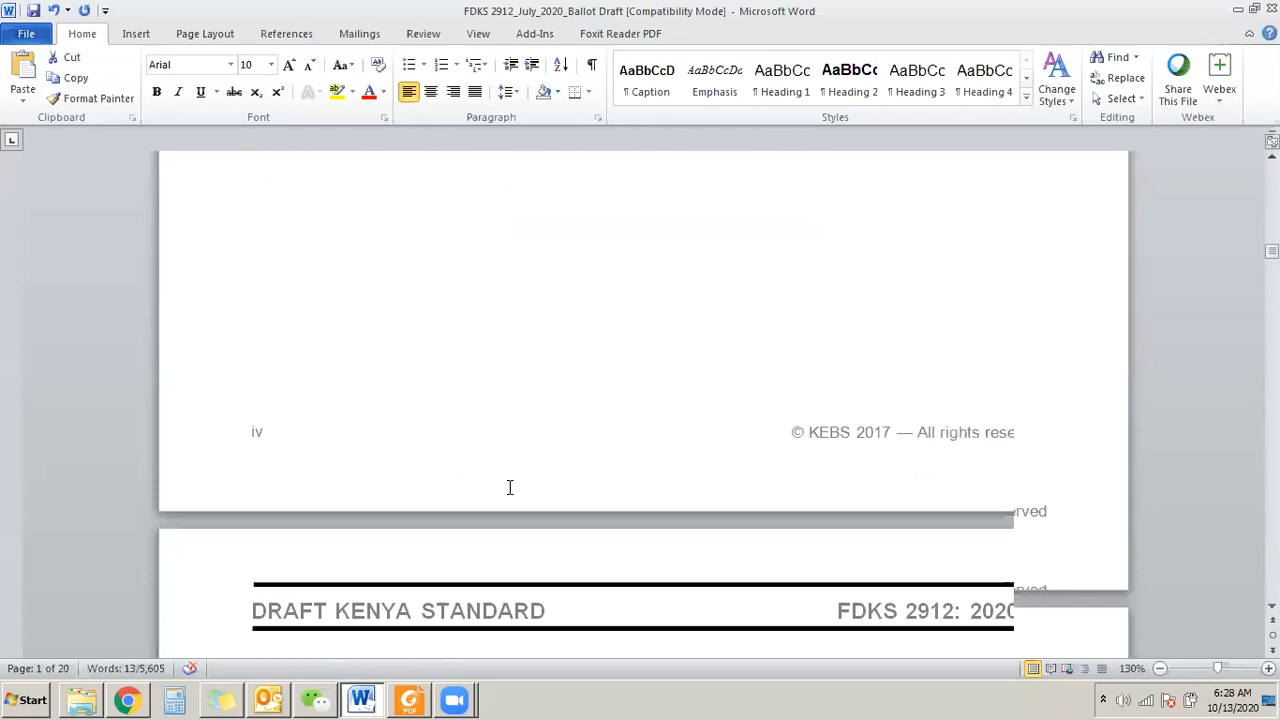 FDKS 2912_July_2020_Ballot Draft [Compatibility Mode] - Microsoft Word
File Home Insert Page Layout References Mailings Review View Add-Ins Foxit Reader PDF
Paste
Cut
Copy
Format Painter
Clipboard
Arial 10
Font
Paragraph
AaBbCcD AaBbCcDc AaBbCc AaBbCc AaBbCc AaBbCc
¶ Caption Emphasis ¶ Heading 1 ¶ Heading 2 ¶ Heading 3 ¶ Heading 4
Change Styles
Styles
Find
Replace
Select
Editing
Share This File
Webex
Webex
iv © KEBS 2017 — All rights rese
erved
erved
DRAFT KENYA STANDARD FDKS 2912: 2020
Page: 1 of 20 Words: 13/5,605 130%
Start
PDF
6:28 AM
10/13/2020